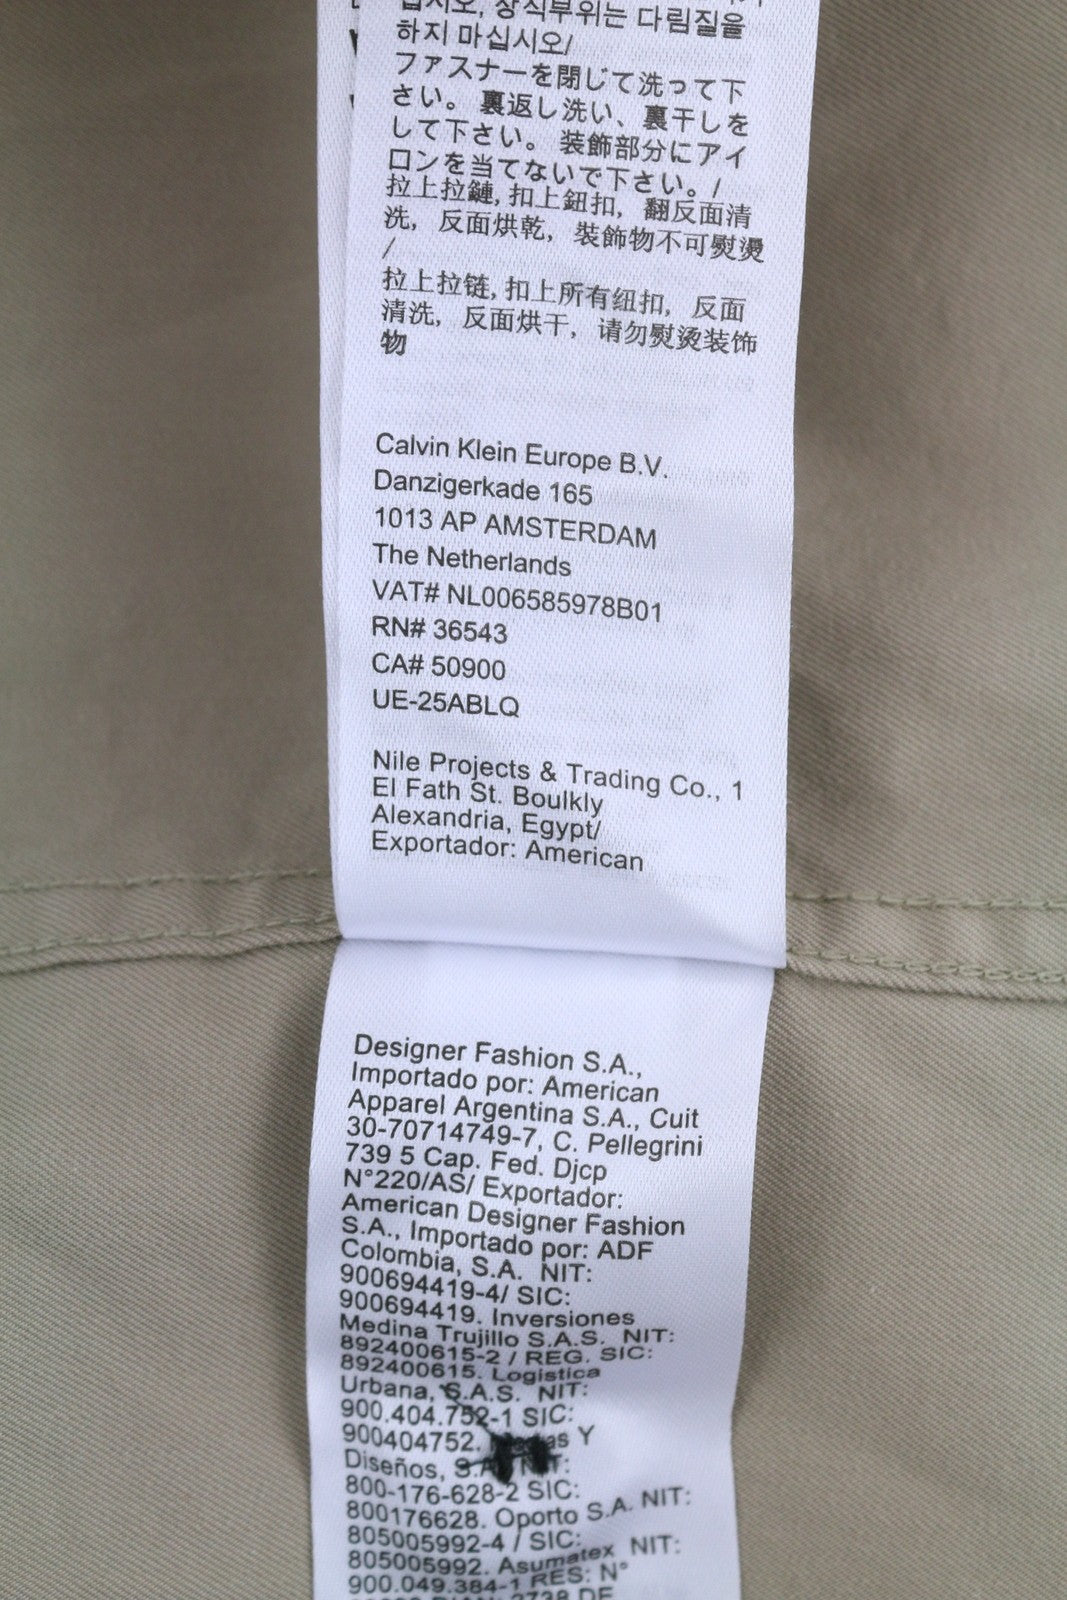 십시오, 장식부위는 다림질을
하지 마십시오/
ファスナーを閉じて洗って下
さい。 裏返し洗い、裏干しを
して下さい。 装飾部分にアイ
ロンを当てないで下さい。/
拉上拉鏈, 扣上鈕扣, 翻反面清
洗, 反面烘乾, 裝飾物不可熨燙
/
拉上拉链, 扣上所有纽扣, 反面
清洗, 反面烘干, 请勿熨烫装饰
物
Calvin Klein Europe B.V.
Danzigerkade 165
1013 AP AMSTERDAM
The Netherlands
VAT# NL006585978B01
RN# 36543
CA# 50900
UE-25ABLQ
Nile Projects & Trading Co., 1
El Fath St. Boulkly
Alexandria, Egypt/
Exportador: American
Designer Fashion S.A.,
Importado por: American
Apparel Argentina S.A., Cuit
30-70714749-7, C. Pellegrini
739 5 Cap. Fed. Djcp
N°220/AS/ Exportador:
American Designer Fashion
S.A., Importado por: ADF
Colombia, S.A. NIT:
900694419-4/ SIC:
900694419. Inversiones
Medina Trujillo S.A.S. NIT:
892400615-2 / REG. SIC:
892400615. Logistica
Urbana, S.A.S. NIT:
900.404.752-1 SIC:
900404752. Y
Diseños, S.A. NIT:
800-176-628-2 SIC:
800176628. Oporto S.A. NIT:
805005992-4 / SIC:
805005992. Asumatex NIT:
900.049.384-1 RES: N°
DIAN: 2738 DE